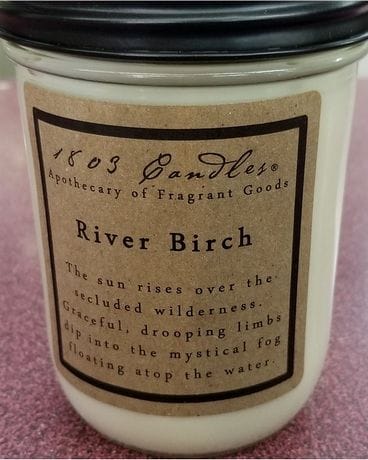 1803 Candles®
Apothecary of Fragrant Goods
River Birch
The sun rises over the
secluded wilderness.
Graceful, drooping limbs
dip into the mystical fog
floating atop the water.